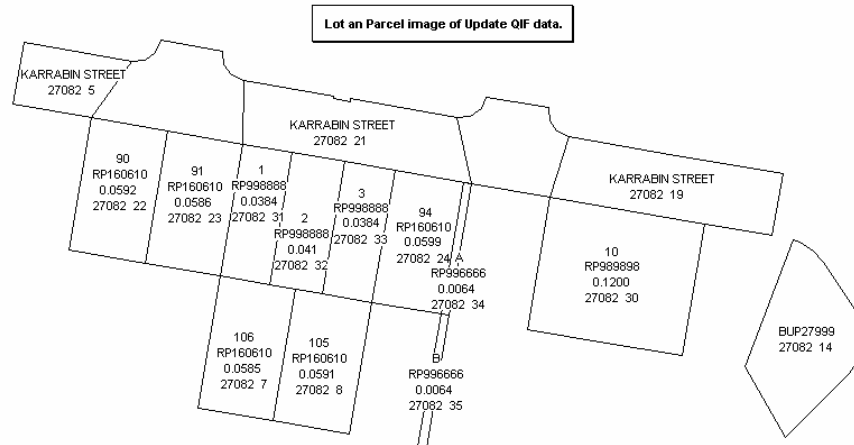 Lot an Parcel image of Update QIF data.
KARRABIN STREET
27082 5
KARRABIN STREET
27082 21
KARRABIN STREET
27082 19
90
RP160610
0.0592
27082 22
91
RP160610
0.0586
27082 23
1
RP998888
0.0384
27082 31
2
RP998888
0.041
27082 32
3
RP998888
0.0384
27082 33
94
RP160610
0.0599
27082 24
A
RP996666
0.0064
27082 34
10
RP989898
0.1200
27082 30
BUP27999
27082 14
106
RP160610
0.0585
27082 7
105
RP160610
0.0591
27082 8
B
RP996666
0.0064
27082 35